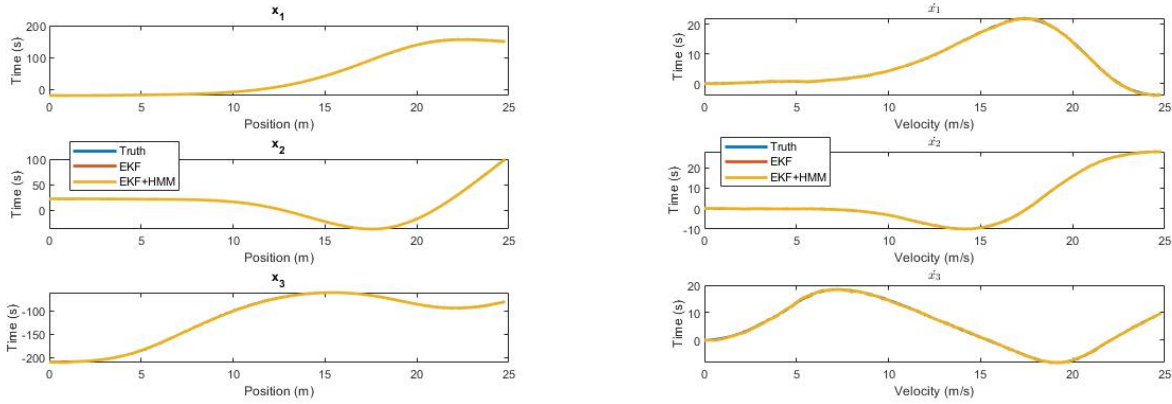 x1
200
100
0
Time (s)
0 5 10 15 20 25
Position (m)
x2
Truth
EKF
EKF+HMM
100
50
0
Time (s)
0 5 10 15 20 25
Position (m)
x3
-100
-150
-200
Time (s)
0 5 10 15 20 25
Position (m)
ẋ1
20
10
0
Time (s)
0 5 10 15 20 25
Velocity (m/s)
ẋ2
Truth
EKF
EKF+HMM
20
10
0
-10
Time (s)
0 5 10 15 20 25
Velocity (m/s)
ẋ3
20
10
0
Time (s)
0 5 10 15 20 25
Velocity (m/s)